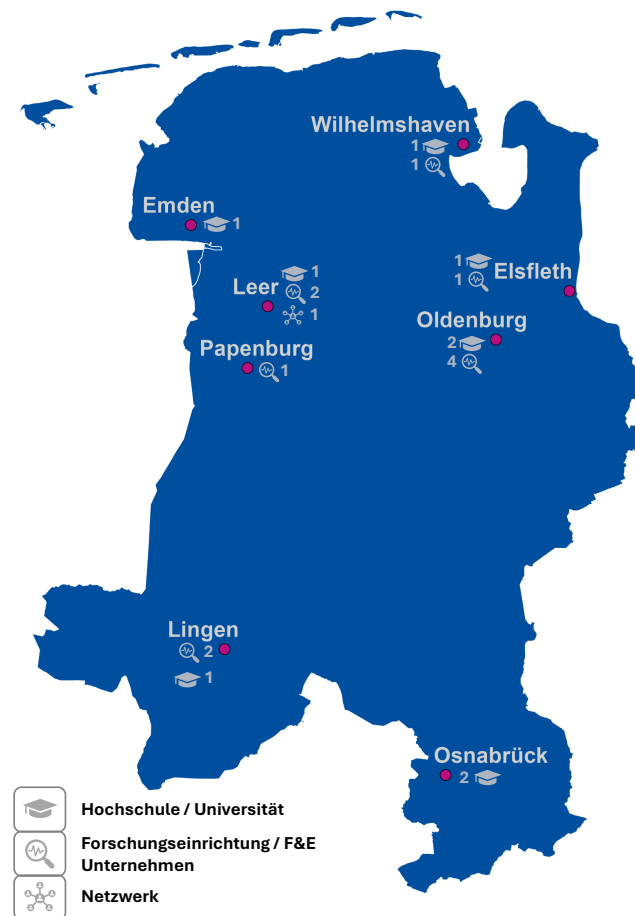 Wilhelmshaven
1
1
Emden
1
1
Leer
2
1
1
Elsfleth
1
Oldenburg
2
4
Papenburg
1
Lingen
2
1
Osnabrück
2
Hochschule / Universität
Forschungseinrichtung / F&E
Unternehmen
Netzwerk